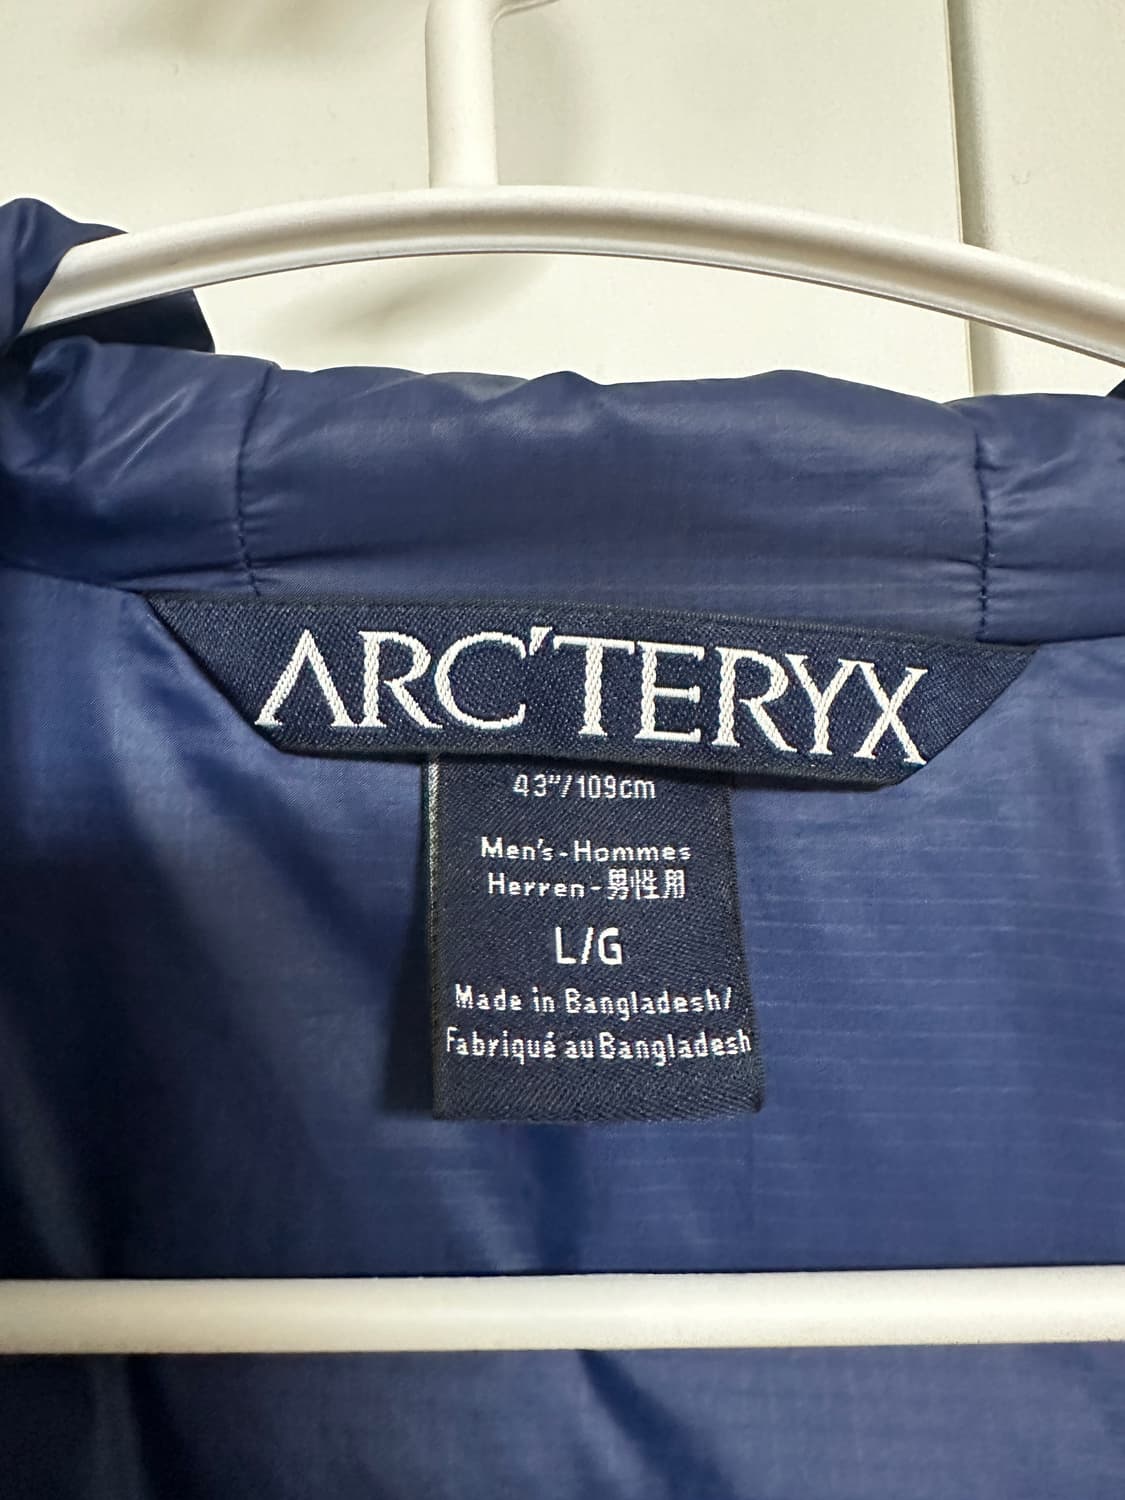 ARC'TERYX
43"/109cm
Men's-Hommes
Herren-男性用
L/G
Made in Bangladesh/
Fabriqué au Bangladesh